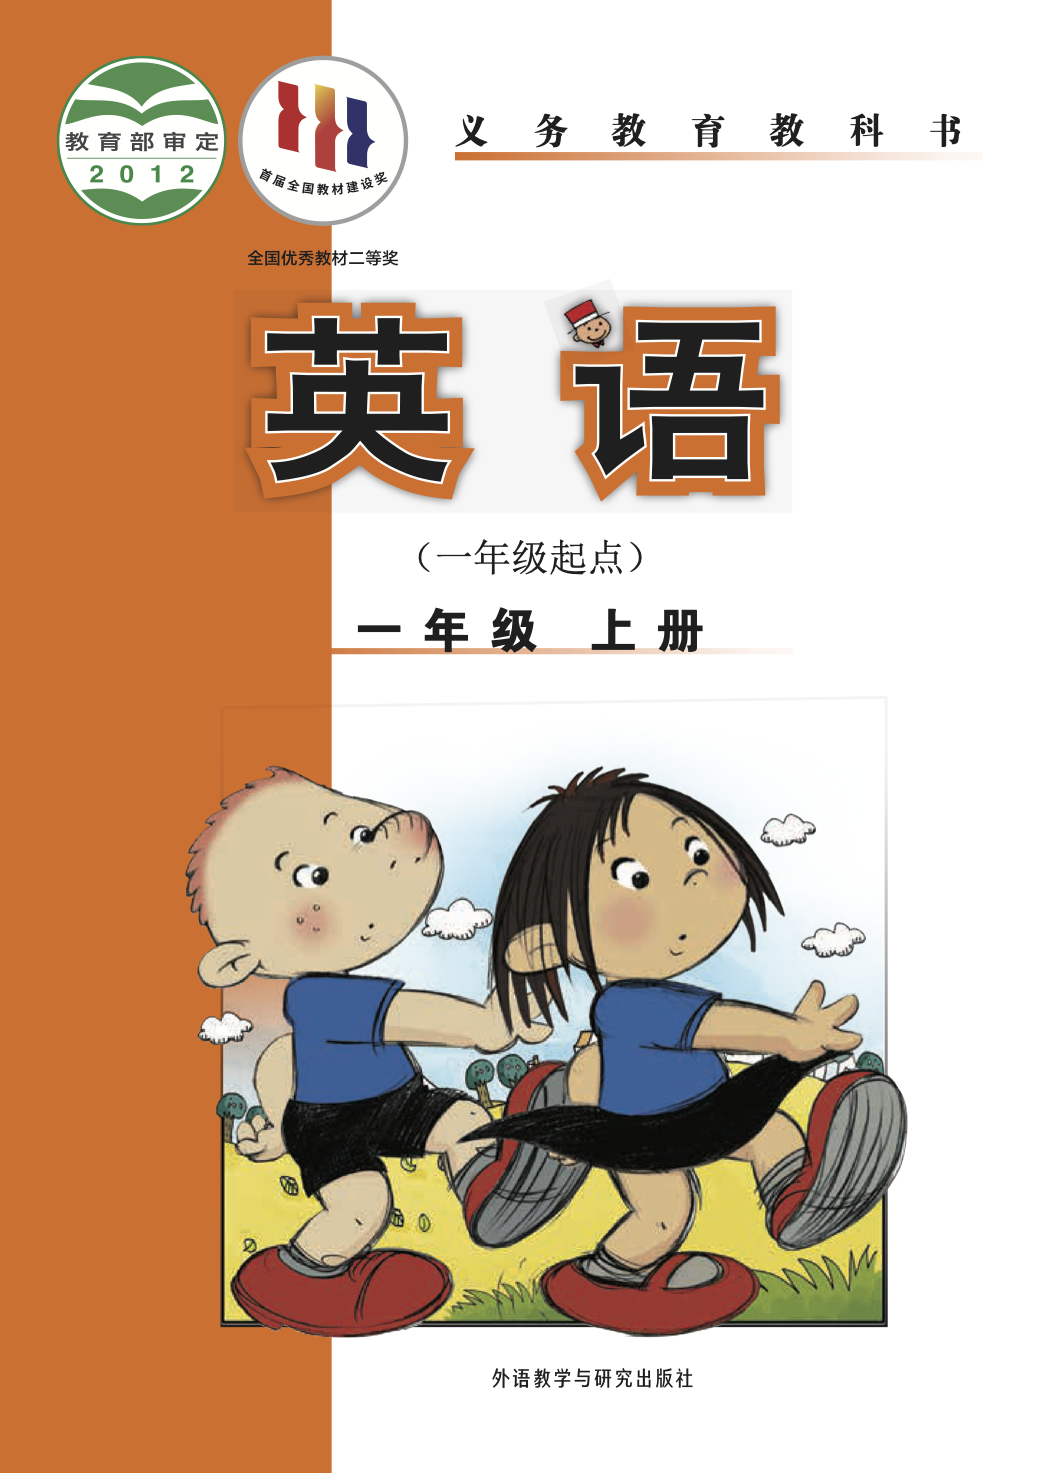 教育部审定
2012
首届全国教材建设奖
全国优秀教材二等奖
义务教育教科书
英语
（一年级起点）
一年级 上册
外语教学与研究出版社